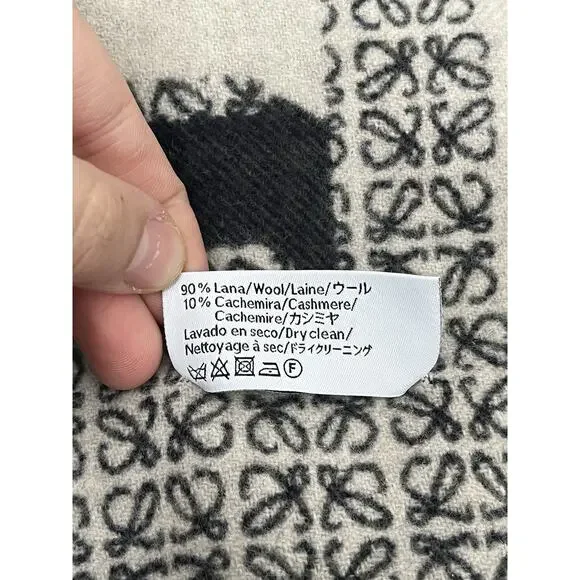 90% Lana/Wool/Laine/ウール
10% Cachemira/Cashmere/
Cachemire/カシミヤ
Lavado en seco/Dry clean/
Nettoyage à sec/ドライクリーニング
F